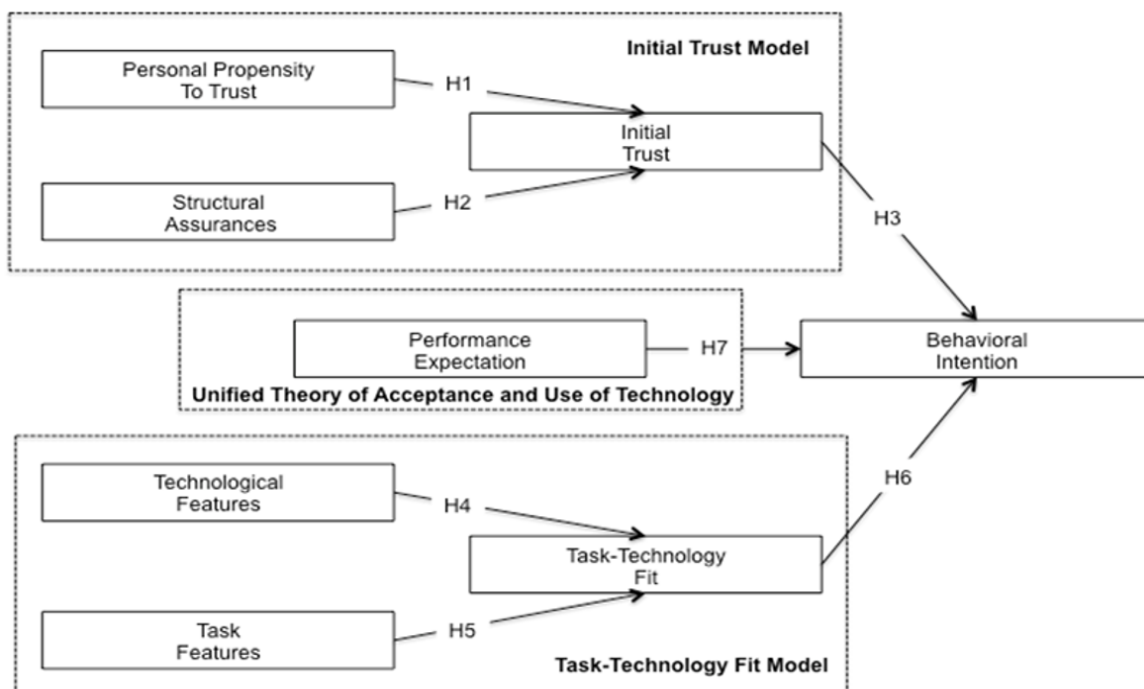 Initial Trust Model
Personal Propensity
To Trust
H1
Initial
Trust
Structural
Assurances
H2
H3
Performance
Expectation
H7
Behavioral
Intention
Unified Theory of Acceptance and Use of Technology
Technological
Features
H4
H6
Task-Technology
Fit
Task
Features
H5
Task-Technology Fit Model